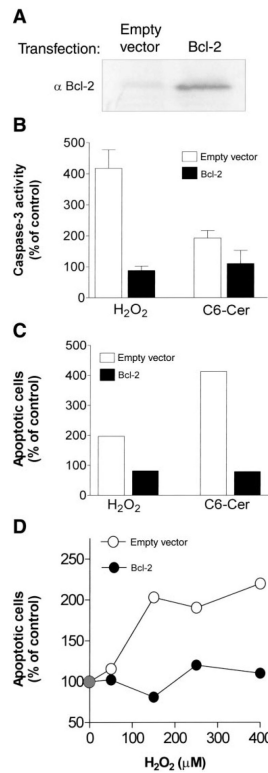 A
Transfection:
Empty
vector
Bcl-2
α Bcl-2
B
Caspase-3 activity
(% of control)
500
400
300
200
100
0
Empty vector
Bcl-2
H₂O₂
C6-Cer
C
Apoptotic cells
(% of control)
500
400
300
200
100
0
Empty vector
Bcl-2
H₂O₂
C6-Cer
D
Apoptotic cells
(% of control)
250
200
150
100
50
Empty vector
Bcl-2
0
100
200
300
400
H₂O₂ (μM)